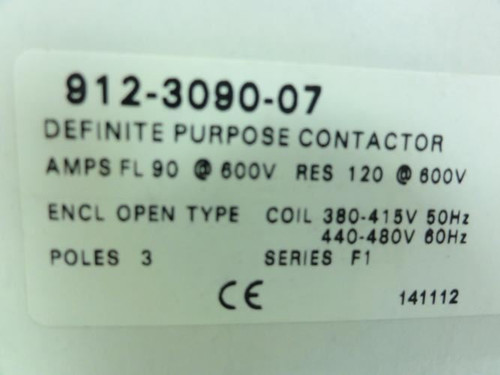 912-3090-07
DEFINITE PURPOSE CONTACTOR
AMPS FL 90 @ 600V RES 120 @ 600V
ENCL OPEN TYPE COIL 380-415V 50Hz
440-480V 60Hz
POLES 3 SERIES F1
CE 141112